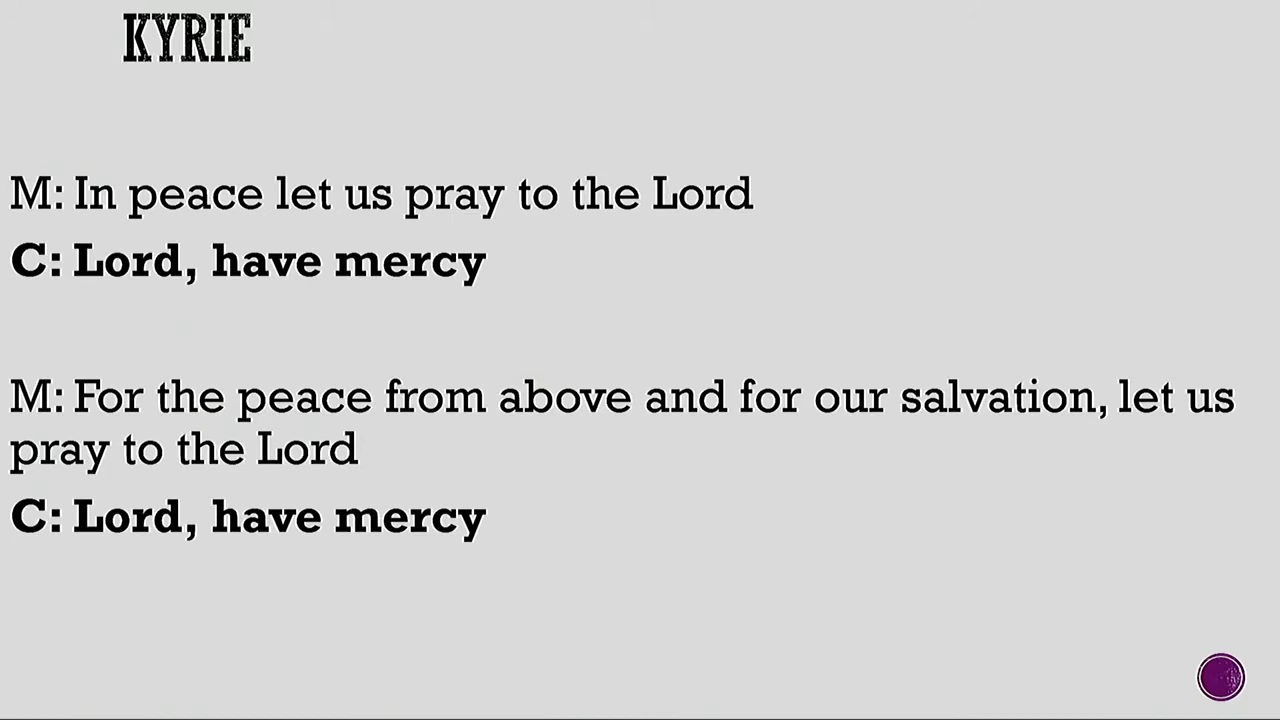 KYRIE
M: In peace let us pray to the Lord
C: Lord, have mercy
M: For the peace from above and for our salvation, let us
pray to the Lord
C: Lord, have mercy